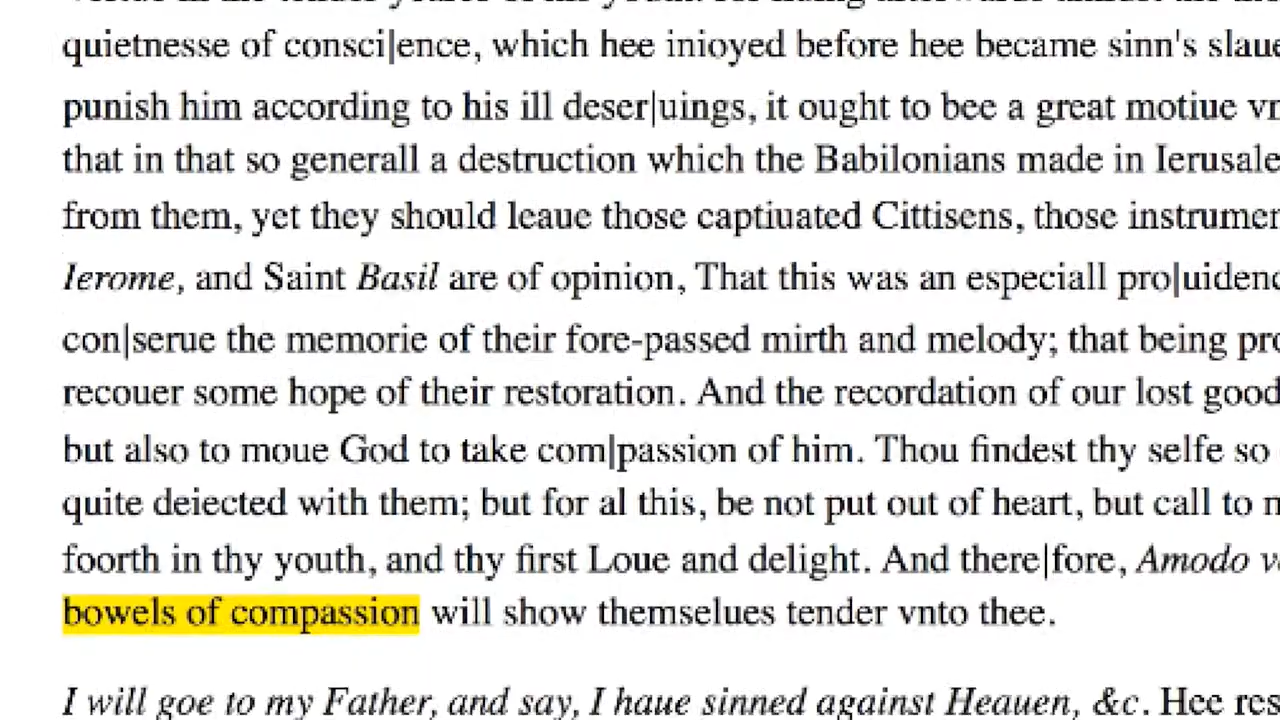 quietnesse of consci|ence, which hee inioyed before hee became sinn's
punish him according to his ill deser|uings, it ought to bee a great motiue
that in that so generall a destruction which the Babilonians made in
from them, yet they should leaue those captiuated Cittisens, those
Ierome, and Saint Basil are of opinion, That this was an especiall
con|serue the memorie of their fore-passed mirth and melody; that being
recouer some hope of their restoration. And the recordation of our lost good
but also to moue God to take com|passion of him. Thou findest thy selfe so
quite deiected with them; but for al this, be not put out of heart, but call to
foorth in thy youth, and thy first Loue and delight. And there|fore, Amodo
bowels of compassion will show themselues tender vnto thee.
I will goe to my Father, and say, I haue sinned against Heauen, &c. Hee